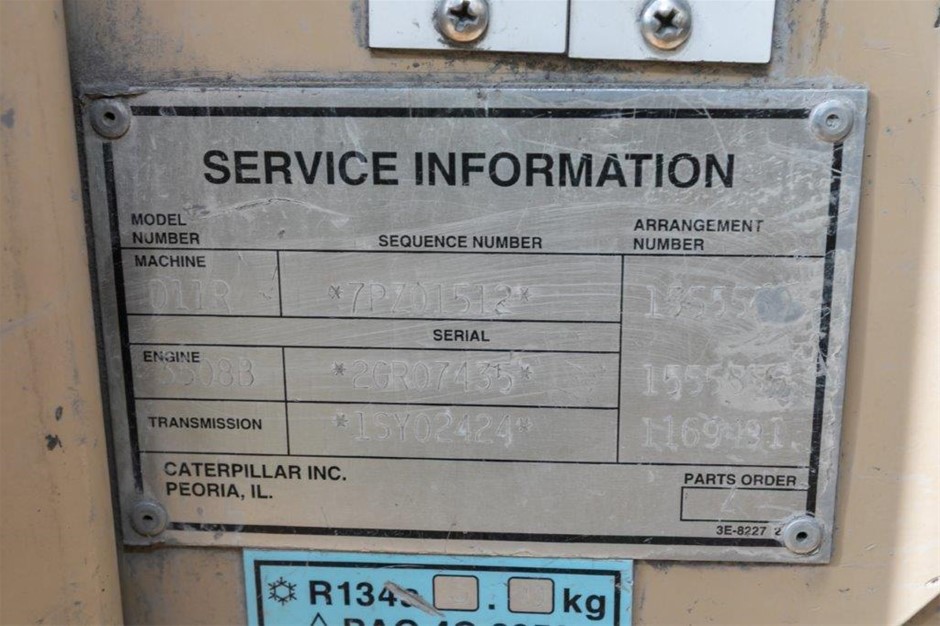 SERVICE INFORMATION
MODEL NUMBER
SEQUENCE NUMBER
ARRANGEMENT NUMBER
MACHINE
D11R *7PZ01512*
SERIAL
ENGINE
3508B *2GR07435*
TRANSMISSION *1SY02424*
CATERPILLAR INC.
PEORIA, IL.
PARTS ORDER
3E-8227 2
kg